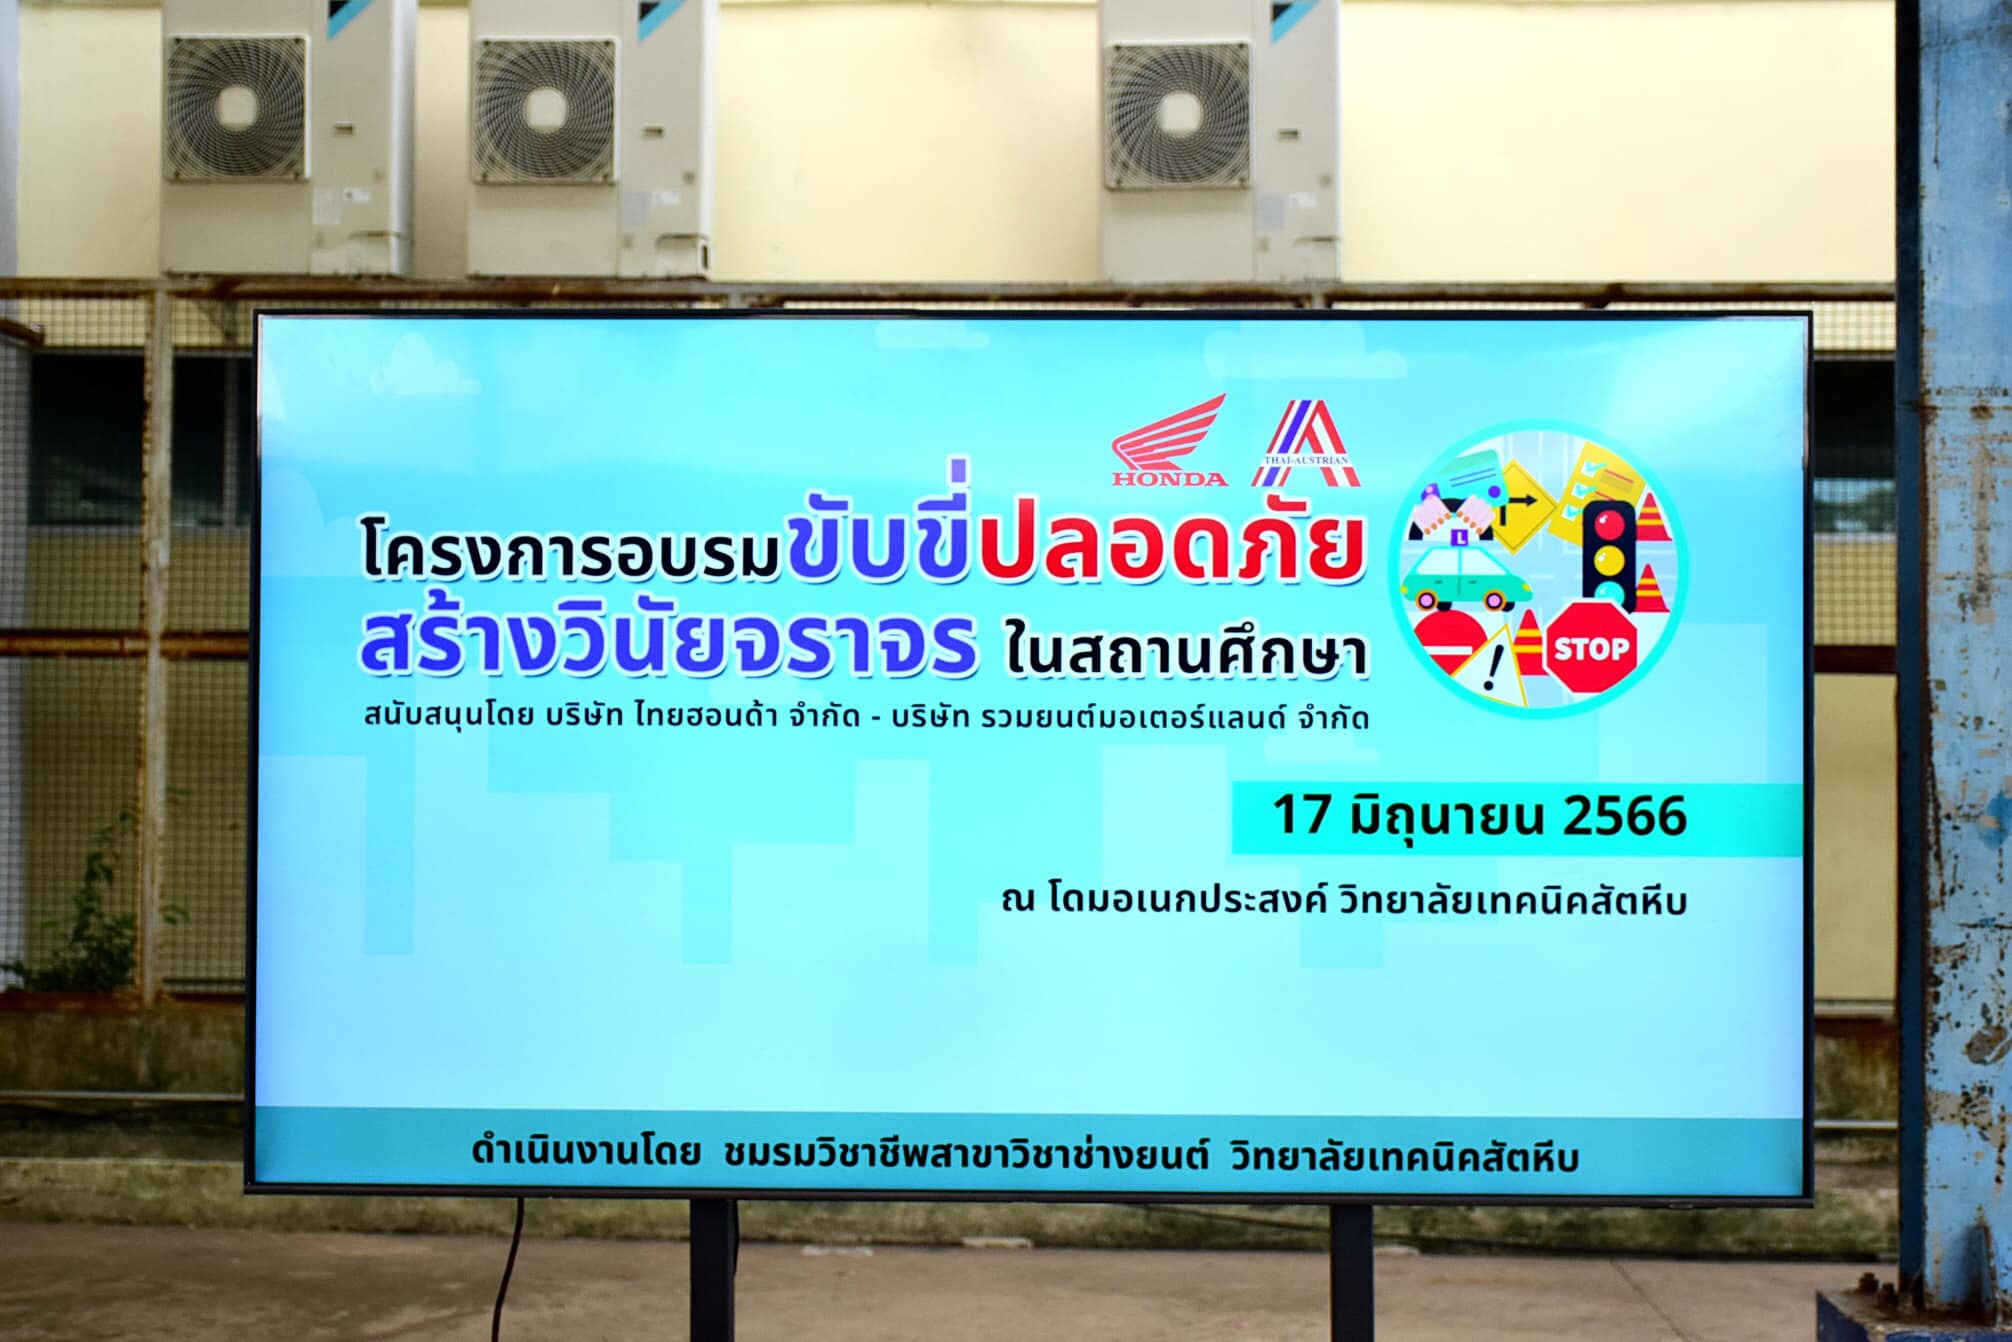 HONDA
THAI-AUSTRIAN
โครงการอบรมขับขี่ปลอดภัย
สร้างวินัยจราจร ในสถานศึกษา
L
STOP
!
สนับสนุนโดย บริษัท ไทยฮอนด้า จำกัด - บริษัท รวมยนต์มอเตอร์แลนด์ จำกัด
17 มิถุนายน 2566
ณ โดมอเนกประสงค์ วิทยาลัยเทคนิคสัตหีบ
ดำเนินงานโดย ชมรมวิชาชีพสาขาวิชาช่างยนต์ วิทยาลัยเทคนิคสัตหีบ